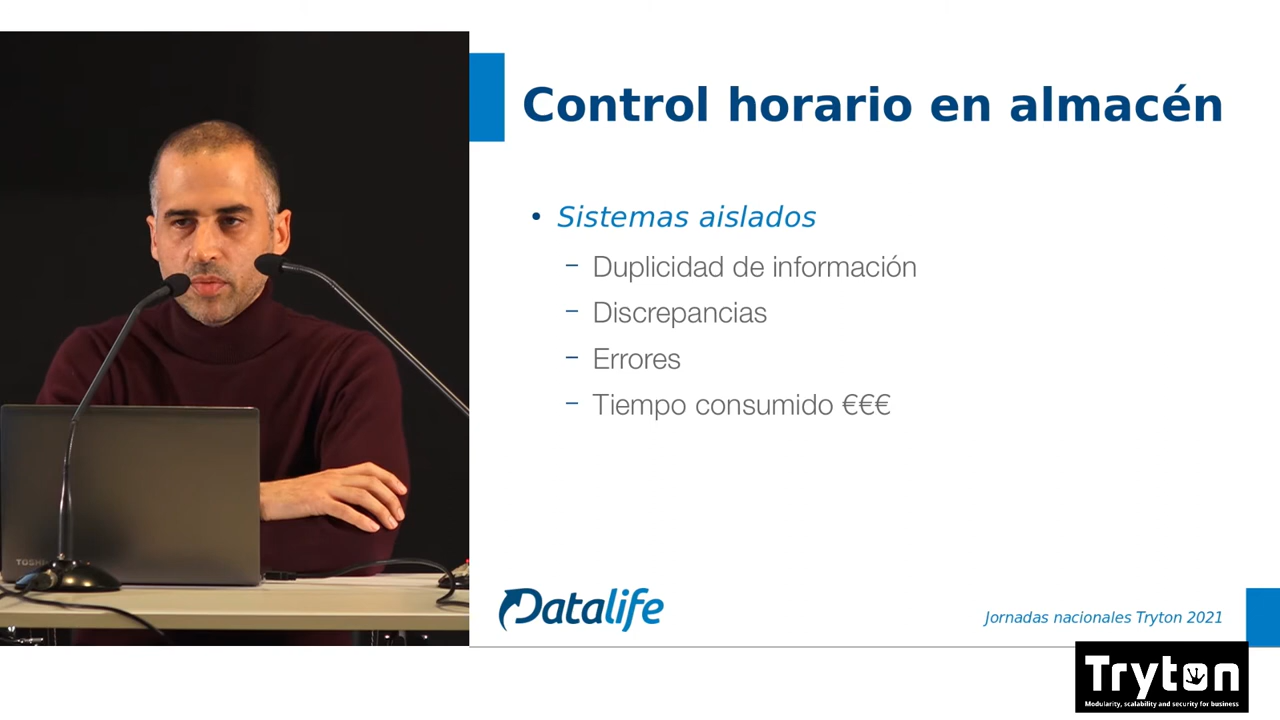 Control horario en almacén
• Sistemas aislados
– Duplicidad de información
– Discrepancias
– Errores
– Tiempo consumido €€€
Datalife
Jornadas nacionales Tryton 2021
Tryton
Modularity, scalability and security for business